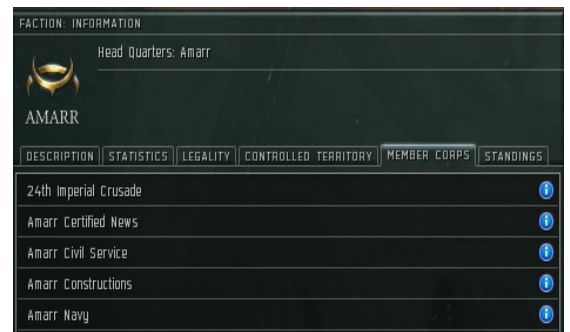 FACTION: INFORMATION
Head Quarters: Amarr
AMARR
DESCRIPTION STATISTICS LEGALITY CONTROLLED TERRITORY MEMBER CORPS STANDINGS
24th Imperial Crusade
Amarr Certified News
Amarr Civil Service
Amarr Constructions
Amarr Navy